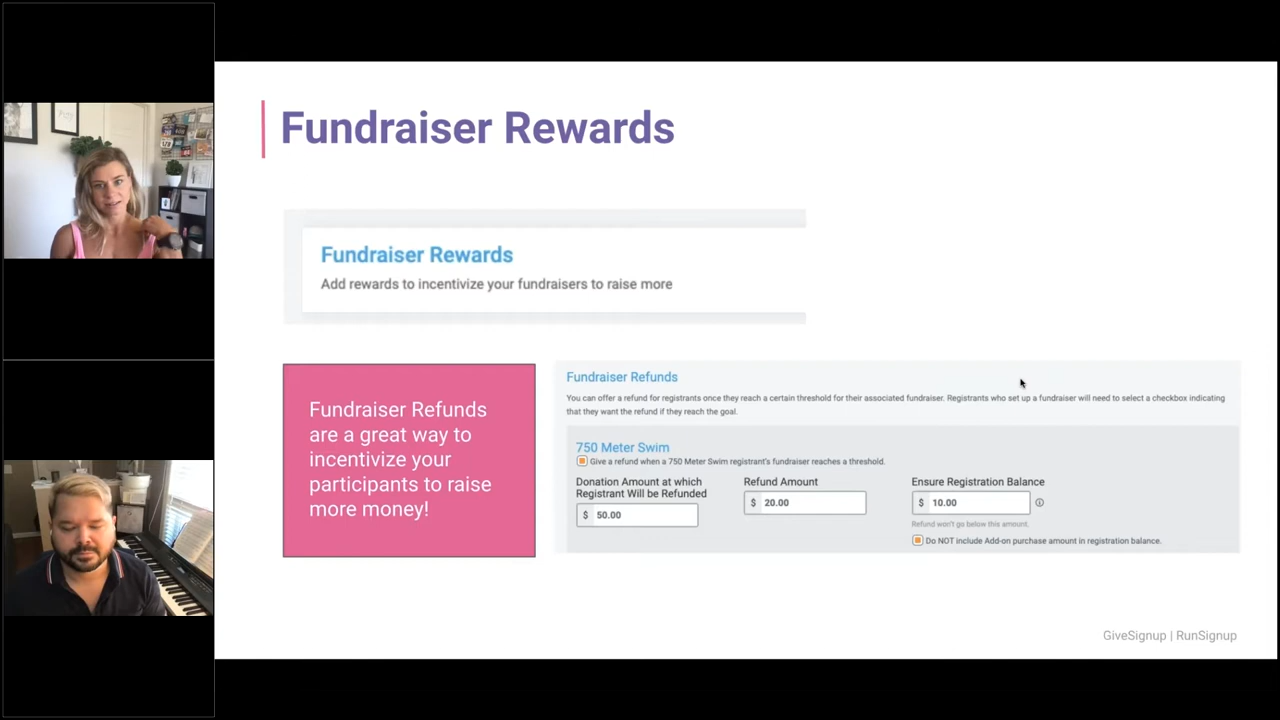 Fundraiser Rewards
Fundraiser Rewards
Add rewards to incentivize your fundraisers to raise more
Fundraiser Refunds
are a great way to
incentivize your
participants to raise
more money!
Fundraiser Refunds
You can offer a refund for registrants once they reach a certain threshold for their associated fundraiser. Registrants who set up a fundraiser will need to select a checkbox indicating
that they want the refund if they reach the goal.
750 Meter Swim
Give a refund when a 750 Meter Swim registrant's fundraiser reaches a threshold.
Donation Amount at which
Registrant Will be Refunded
$ 50.00
Refund Amount
$ 20.00
Ensure Registration Balance
$ 10.00
Refund won't go below this amount.
Do NOT include Add-on purchase amount in registration balance.
GiveSignup | RunSignup